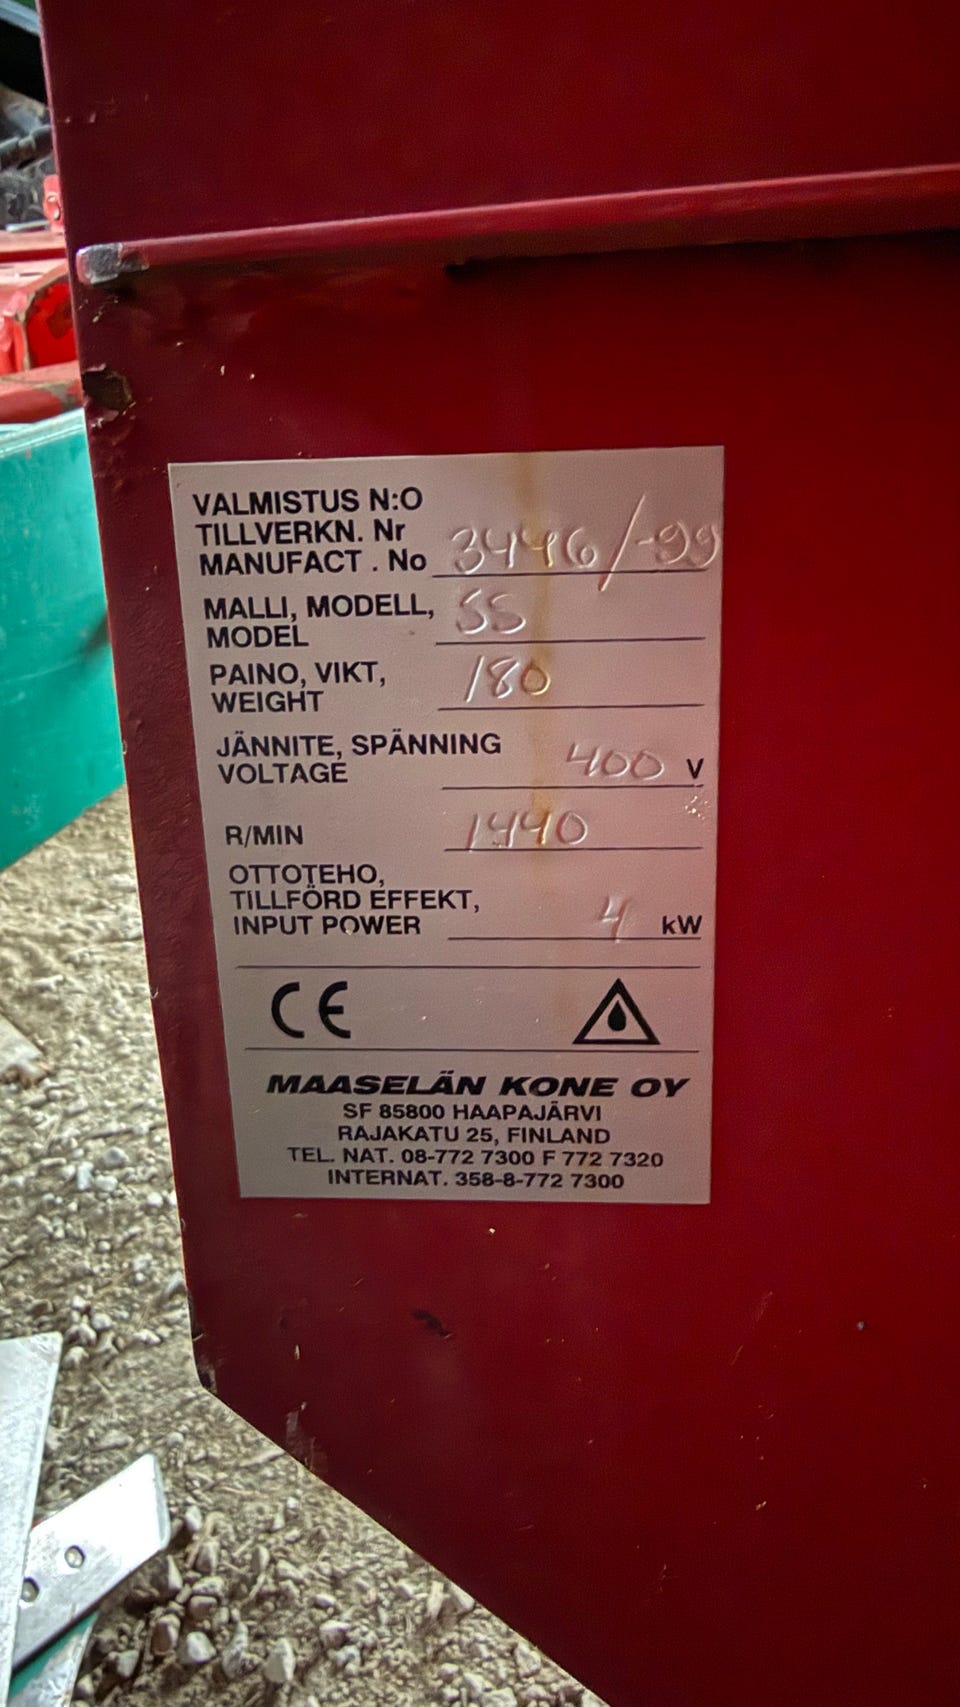 VALMISTUS N:O
TILLVERKN. Nr
MANUFACT . No 3446/-99
MALLI, MODELL, SS
MODEL
PAINO, VIKT, 180
WEIGHT
JÄNNITE, SPÄNNING
VOLTAGE 400 V
R/MIN 1440
OTTOTEHO,
TILLFÖRD EFFEKT,
INPUT POWER 4 kW
CE
MAASELÄN KONE OY
SF 85800 HAAPAJÄRVI
RAJAKATU 25, FINLAND
TEL. NAT. 08-772 7300 F 772 7320
INTERNAT. 358-8-772 7300